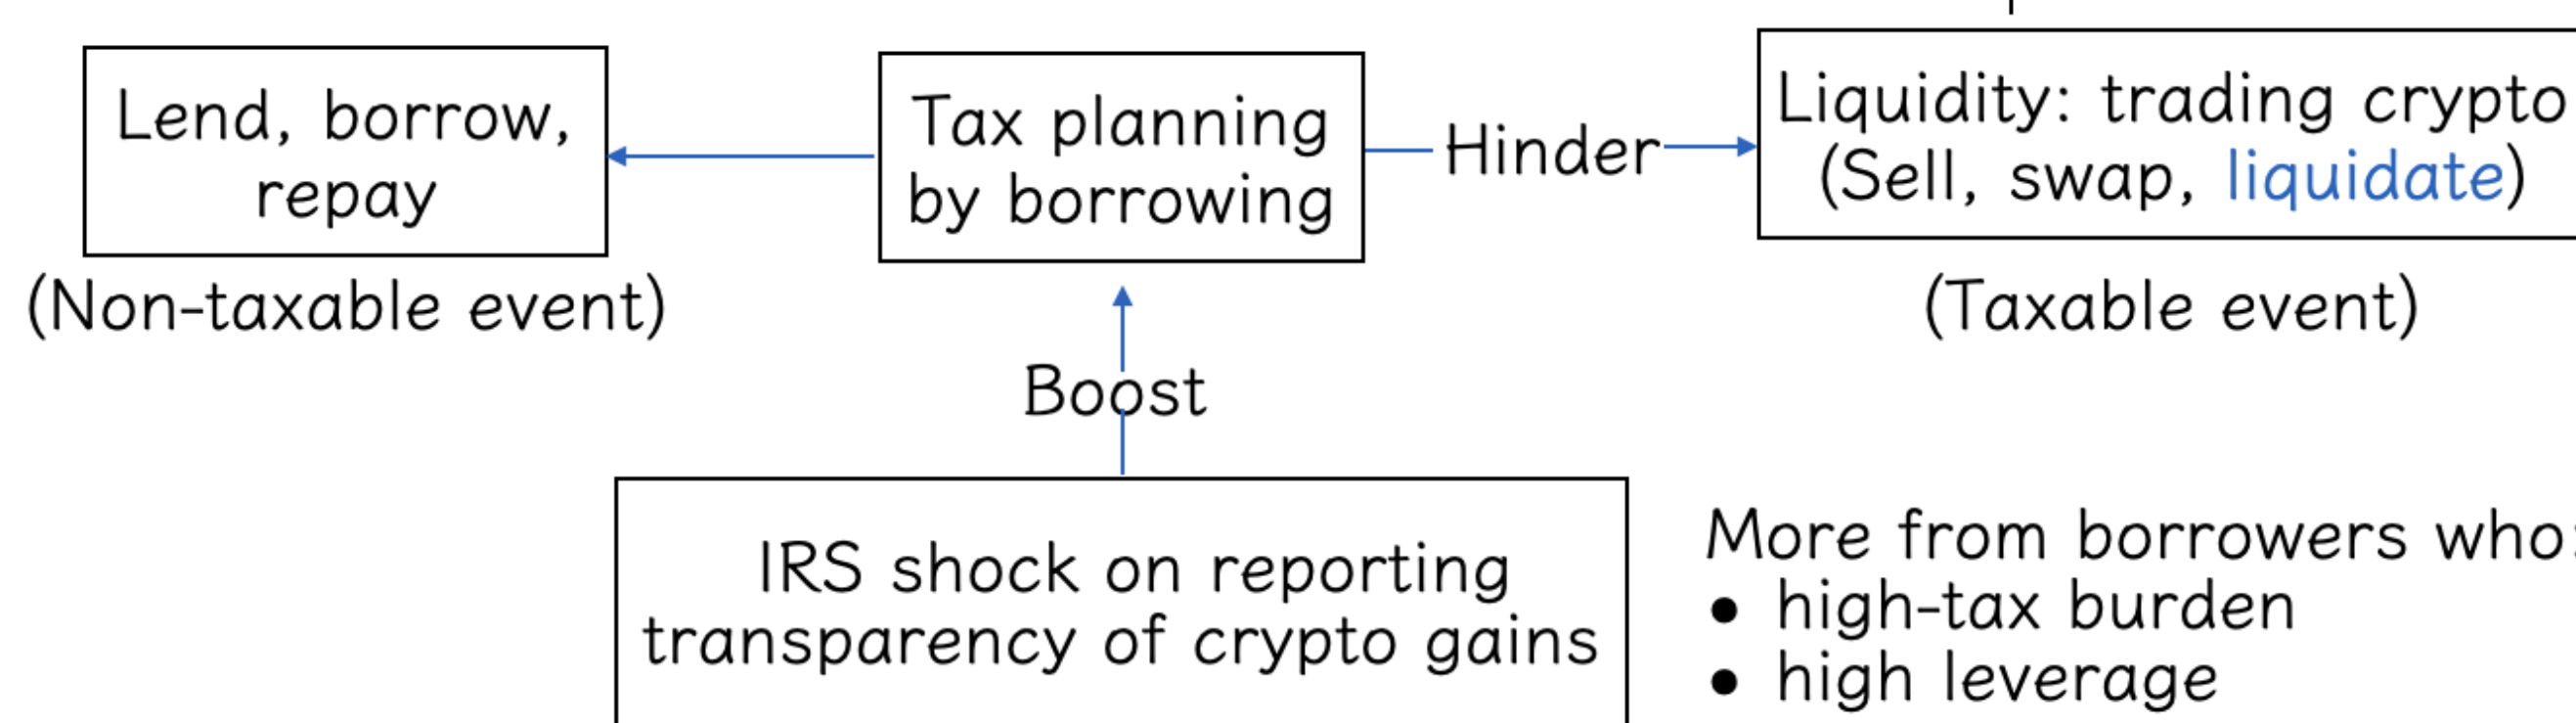 Lend, borrow,
repay
(Non-taxable event)
Tax planning
by borrowing
Hinder
Liquidity: trading crypto
(Sell, swap, liquidate)
(Taxable event)
Boost
IRS shock on reporting
transparency of crypto gains
More from borrowers who:
• high-tax burden
• high leverage